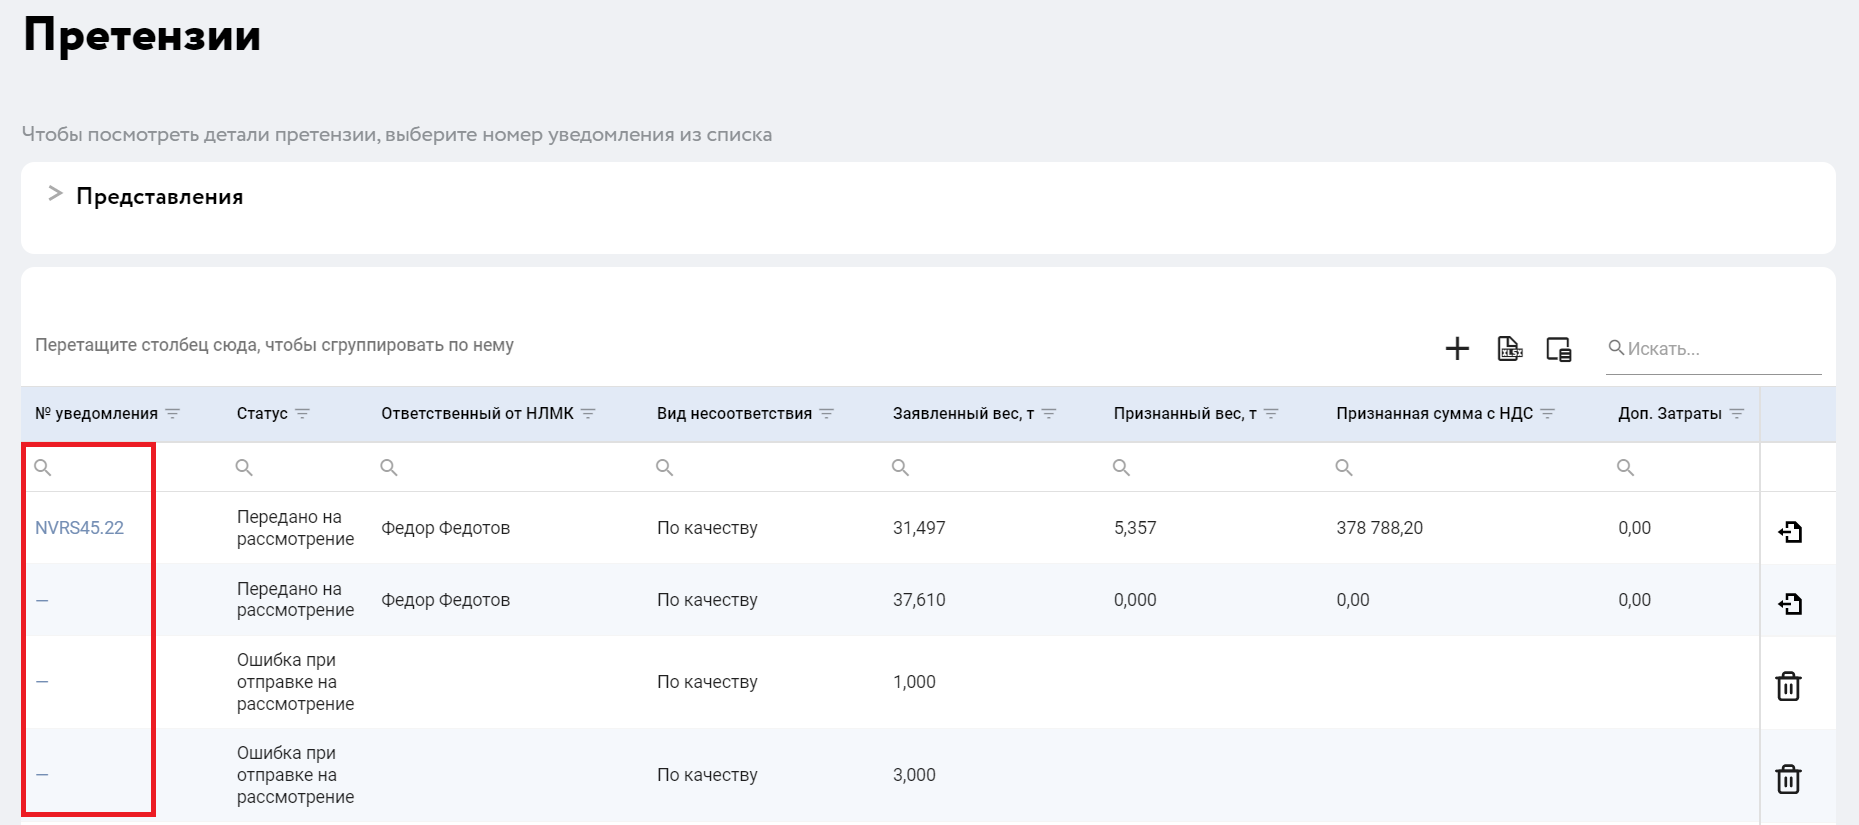 Претензии
Чтобы посмотреть детали претензии, выберите номер уведомления из списка
> Представления
Перетащите столбец сюда, чтобы сгруппировать по нему
XLSX
Искать...
№ уведомления Статус Ответственный от НЛМК Вид несоответствия Заявленный вес, т Признанный вес, т Признанная сумма с НДС Доп. Затраты
NVRS45.22 Передано на рассмотрение Федор Федотов По качеству 31,497 5,357 378 788,20 0,00
— Передано на рассмотрение Федор Федотов По качеству 37,610 0,000 0,00 0,00
— Ошибка при отправке на рассмотрение По качеству 1,000
— Ошибка при отправке на рассмотрение По качеству 3,000